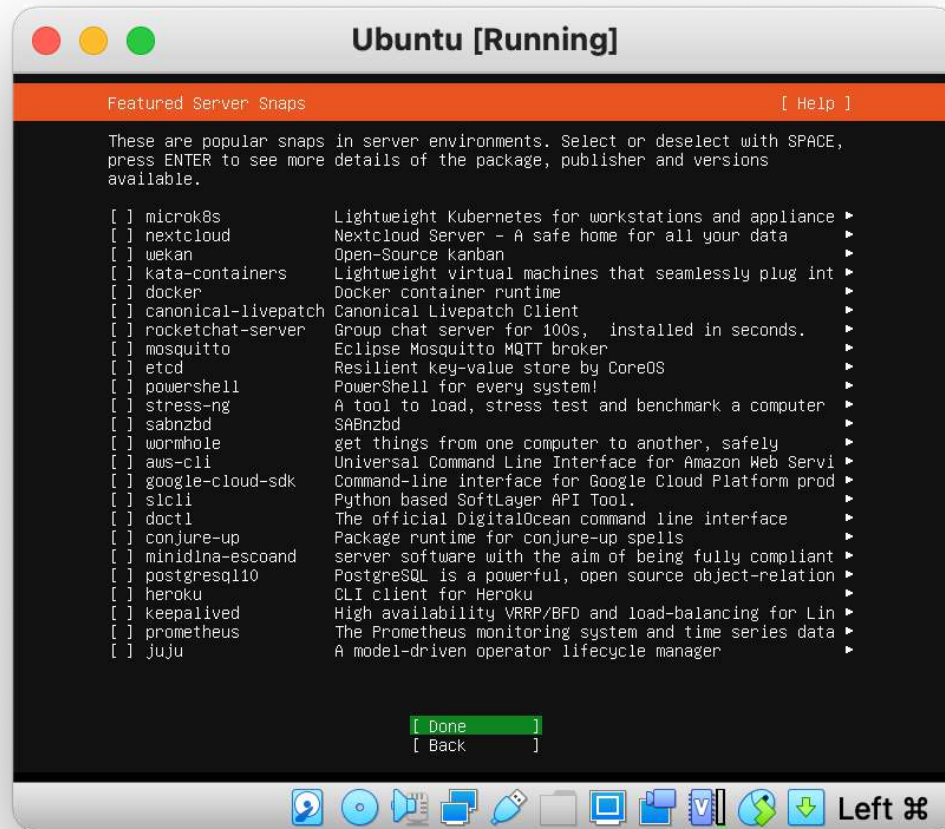 Ubuntu [Running]
Featured Server Snaps [ Help ]
These are popular snaps in server environments. Select or deselect with SPACE,
press ENTER to see more details of the package, publisher and versions
available.
[ ] microk8s Lightweight Kubernetes for workstations and appliance ▸
[ ] nextcloud Nextcloud Server - A safe home for all your data ▸
[ ] wekan Open-Source kanban ▸
[ ] kata-containers Lightweight virtual machines that seamlessly plug int ▸
[ ] docker Docker container runtime ▸
[ ] canonical-livepatch Canonical Livepatch Client ▸
[ ] rocketchat-server Group chat server for 100s, installed in seconds. ▸
[ ] mosquitto Eclipse Mosquitto MQTT broker ▸
[ ] etcd Resilient key-value store by CoreOS ▸
[ ] powershell PowerShell for every system! ▸
[ ] stress-ng A tool to load, stress test and benchmark a computer ▸
[ ] sabnzbd SABnzbd ▸
[ ] wormhole get things from one computer to another, safely ▸
[ ] aws-cli Universal Command Line Interface for Amazon Web Servi ▸
[ ] google-cloud-sdk Command-line interface for Google Cloud Platform prod ▸
[ ] slcli Python based SoftLayer API Tool. ▸
[ ] doctl The official DigitalOcean command line interface ▸
[ ] conjure-up Package runtime for conjure-up spells ▸
[ ] minidlna-escoand server software with the aim of being fully compliant ▸
[ ] postgresql10 PostgreSQL is a powerful, open source object-relation ▸
[ ] heroku CLI client for Heroku ▸
[ ] keepalived High availability VRRP/BFD and load-balancing for Lin ▸
[ ] prometheus The Prometheus monitoring system and time series data ▸
[ ] juju A model-driven operator lifecycle manager ▸
[ Done ]
[ Back ]
V Left ⌘